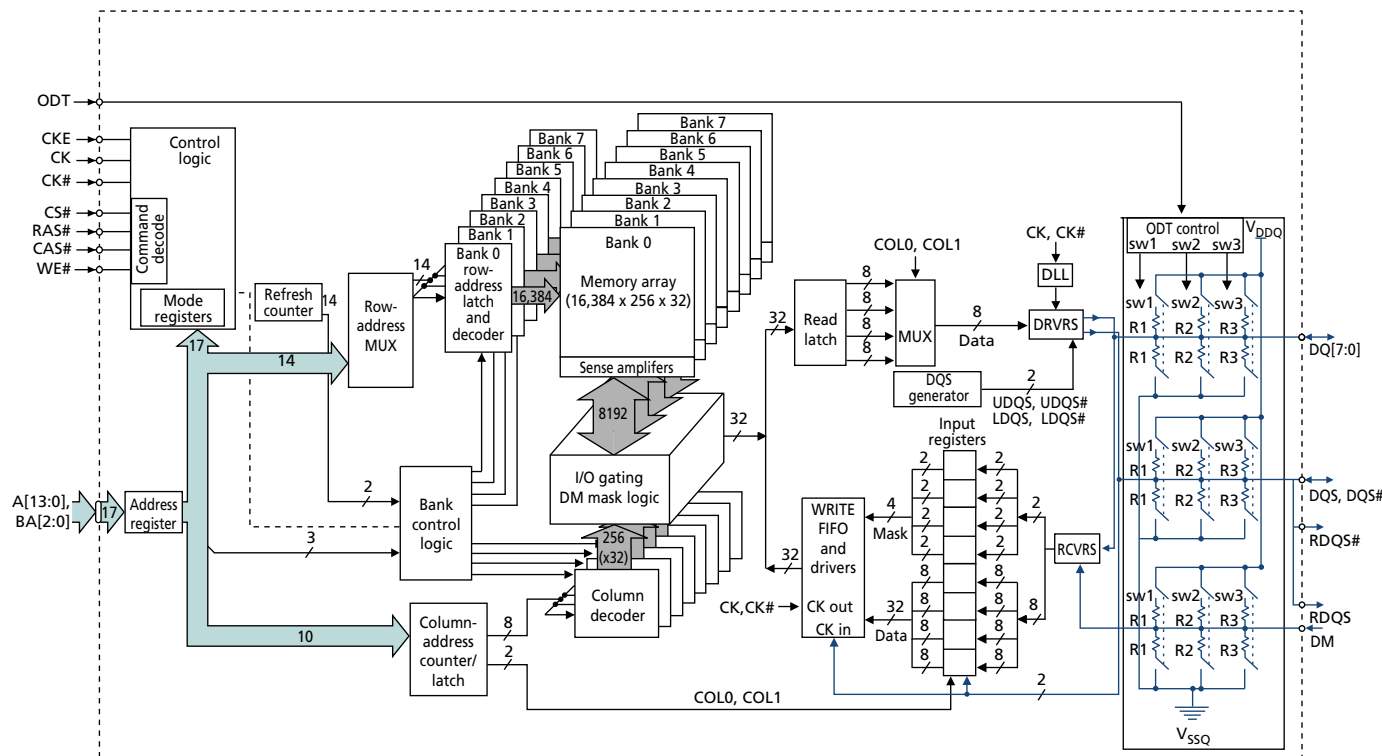 ODT
CKE
CK
CK#
CS#
RAS#
CAS#
WE#
Control
logic
Command
decode
Mode
registers
17
Refresh
counter
14
14
Row-
address
MUX
14
Bank 7
Bank 6
Bank 5
Bank 4
Bank 3
Bank 2
Bank 1
Bank 0
row-
address
latch
and
decoder
16,384
Bank 7
Bank 6
Bank 5
Bank 4
Bank 3
Bank 2
Bank 1
Bank 0
Memory array
(16,384 x 256 x 32)
Sense amplifers
8192
I/O gating
DM mask logic
256
(x32)
Column
decoder
A[13:0],
BA[2:0]
17
Address
register
2
3
Bank
control
logic
10
Column-
address
counter/
latch
8
2
COL0, COL1
32
32
Read
latch
8
8
8
8
COL0, COL1
MUX
8
Data
CK, CK#
DLL
DRVRS
DQS
generator
2
UDQS, UDQS#
LDQS, LDQS#
Input
registers
32
WRITE
FIFO
and
drivers
CK,CK#
CK out
CK in
4
Mask
32
Data
2 2
2 2
2 2
2 2
8 8
8 8
8 8
8 8
2
8
RCVRS
2
ODT control
VDDQ
sw1 sw2 sw3
sw1 sw2 sw3
R1 R2 R3
R1 R2 R3
sw1 sw2 sw3
R1 R2 R3
R1 R2 R3
sw1 sw2 sw3
R1 R2 R3
R1 R2 R3
VSSQ
DQ[7:0]
DQS, DQS#
RDQS#
RDQS
DM